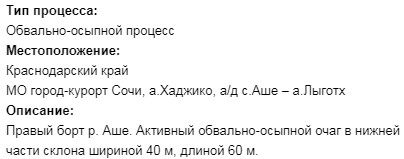 Тип процесса:
Обвально-осыпной процесс
Местоположение:
Краснодарский край
МО город-курорт Сочи, а.Хаджико, а/д с.Аше – а.Лыготх
Описание:
Правый борт р. Аше. Активный обвально-осыпной очаг в нижней
части склона шириной 40 м, длиной 60 м.